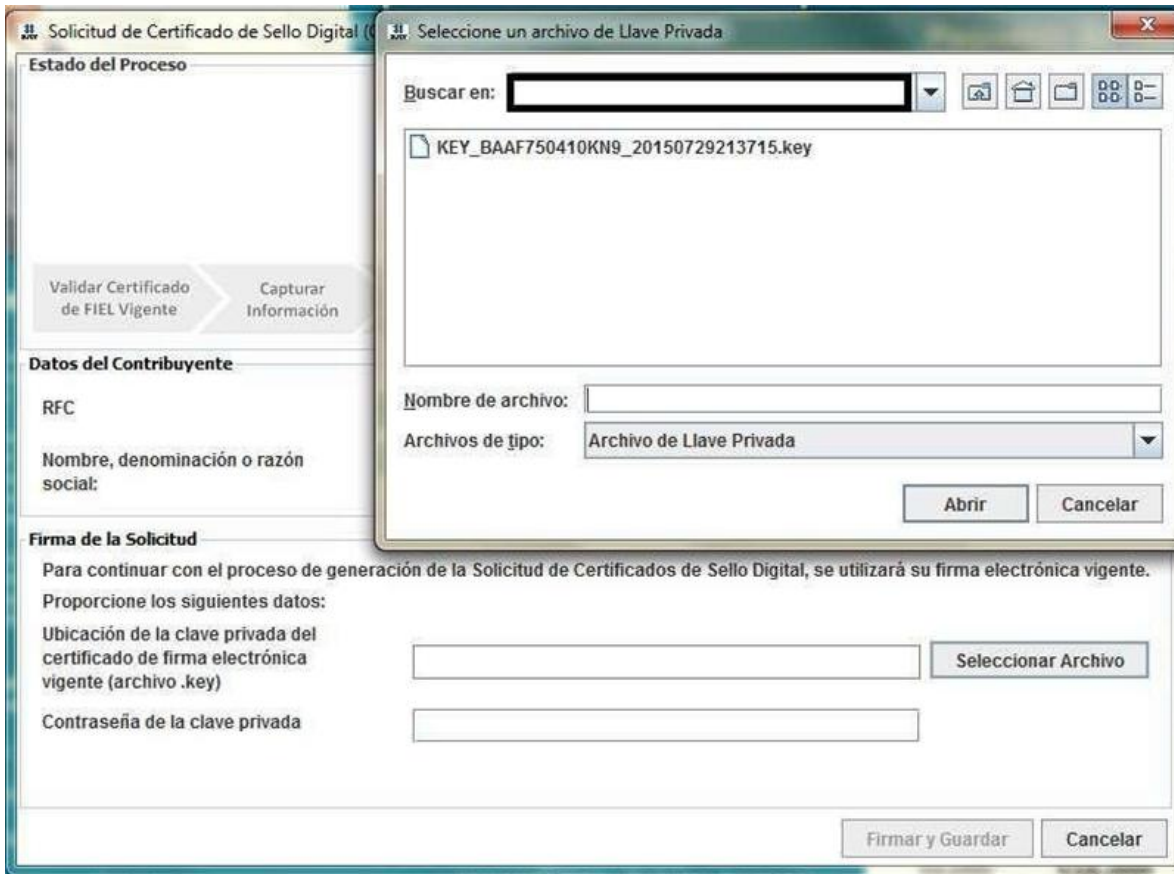 Solicitud de Certificado de Sello Digital (
Estado del Proceso
Validar Certificado
de FIEL Vigente
Capturar
Información
Datos del Contribuyente
RFC
Nombre, denominación o razón
social:
Firma de la Solicitud
Para continuar con el proceso de generación de la Solicitud de Certificados de Sello Digital, se utilizará su firma electrónica vigente.
Proporcione los siguientes datos:
Ubicación de la clave privada del
certificado de firma electrónica
vigente (archivo .key)
Seleccionar Archivo
Contraseña de la clave privada
Firmar y Guardar
Cancelar
Seleccione un archivo de Llave Privada
Buscar en:
KEY_BAAF750410KN9_20150729213715.key
Nombre de archivo:
Archivos de tipo:
Archivo de Llave Privada
Abrir
Cancelar